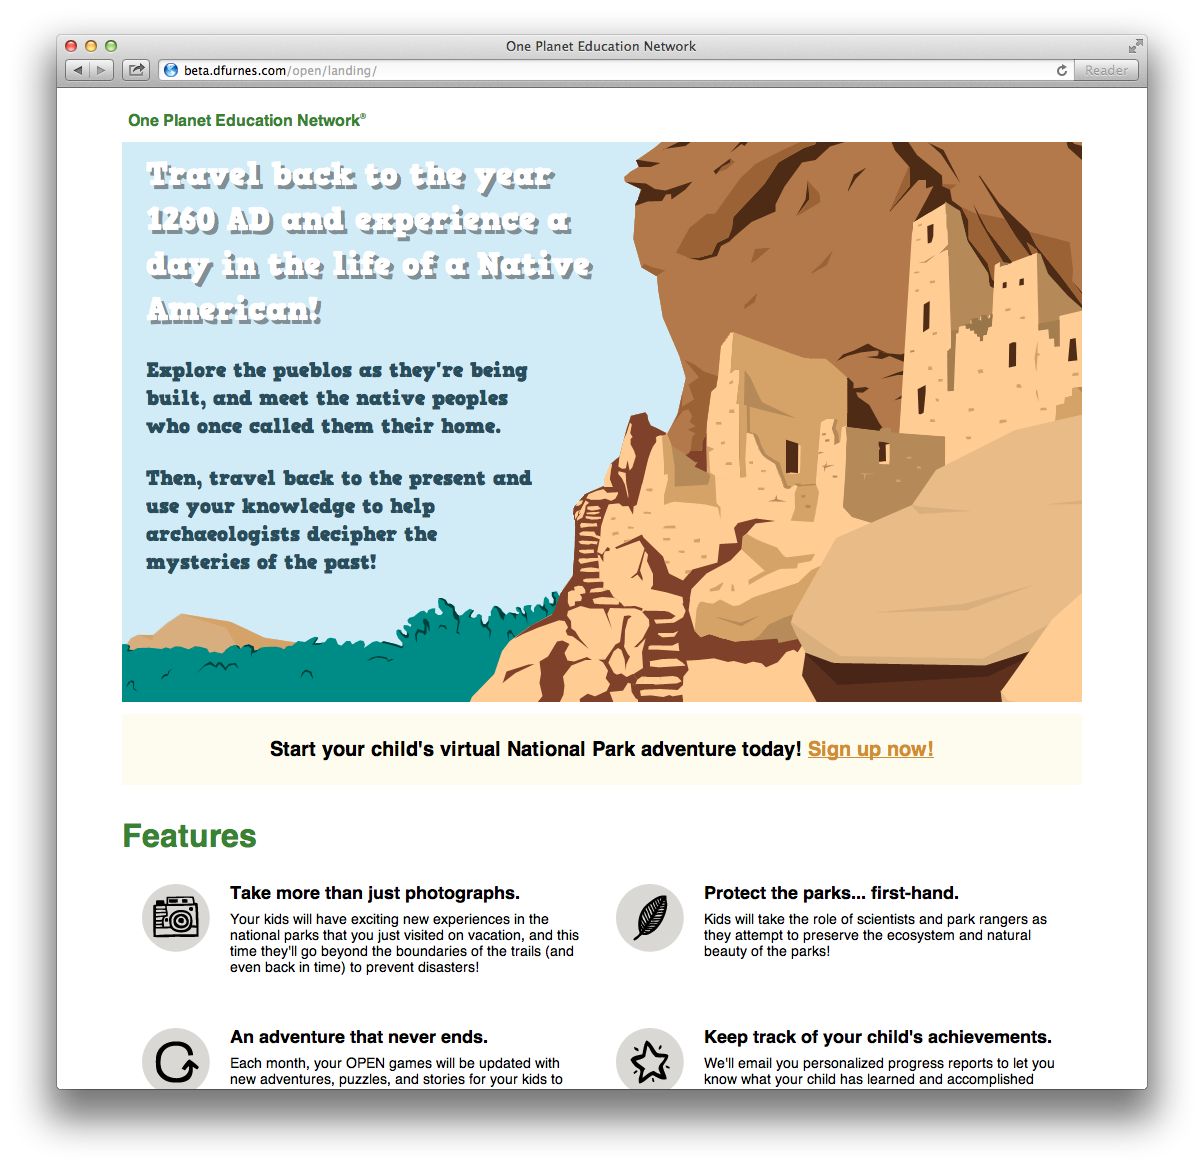 One Planet Education Network
beta.dfurnes.com/open/landing/
Reader
One Planet Education Network®
Travel back to the year
1260 AD and experience a
day in the life of a Native
American!
Explore the pueblos as they're being
built, and meet the native peoples
who once called them their home.
Then, travel back to the present and
use your knowledge to help
archaeologists decipher the
mysteries of the past!
Start your child's virtual National Park adventure today! Sign up now!
Features
Take more than just photographs.
Your kids will have exciting new experiences in the
national parks that you just visited on vacation, and this
time they'll go beyond the boundaries of the trails (and
even back in time) to prevent disasters!
Protect the parks... first-hand.
Kids will take the role of scientists and park rangers as
they attempt to preserve the ecosystem and natural
beauty of the parks!
An adventure that never ends.
Each month, your OPEN games will be updated with
new adventures, puzzles, and stories for your kids to
Keep track of your child's achievements.
We'll email you personalized progress reports to let you
know what your child has learned and accomplished